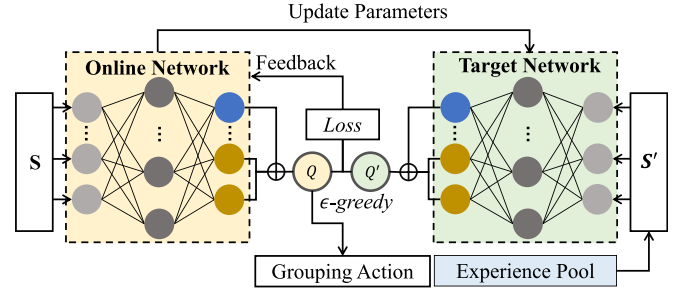 Update Parameters
Online Network
Feedback
Target Network
S
Loss
S′
Q
Q′
ϵ-greedy
Grouping Action
Experience Pool